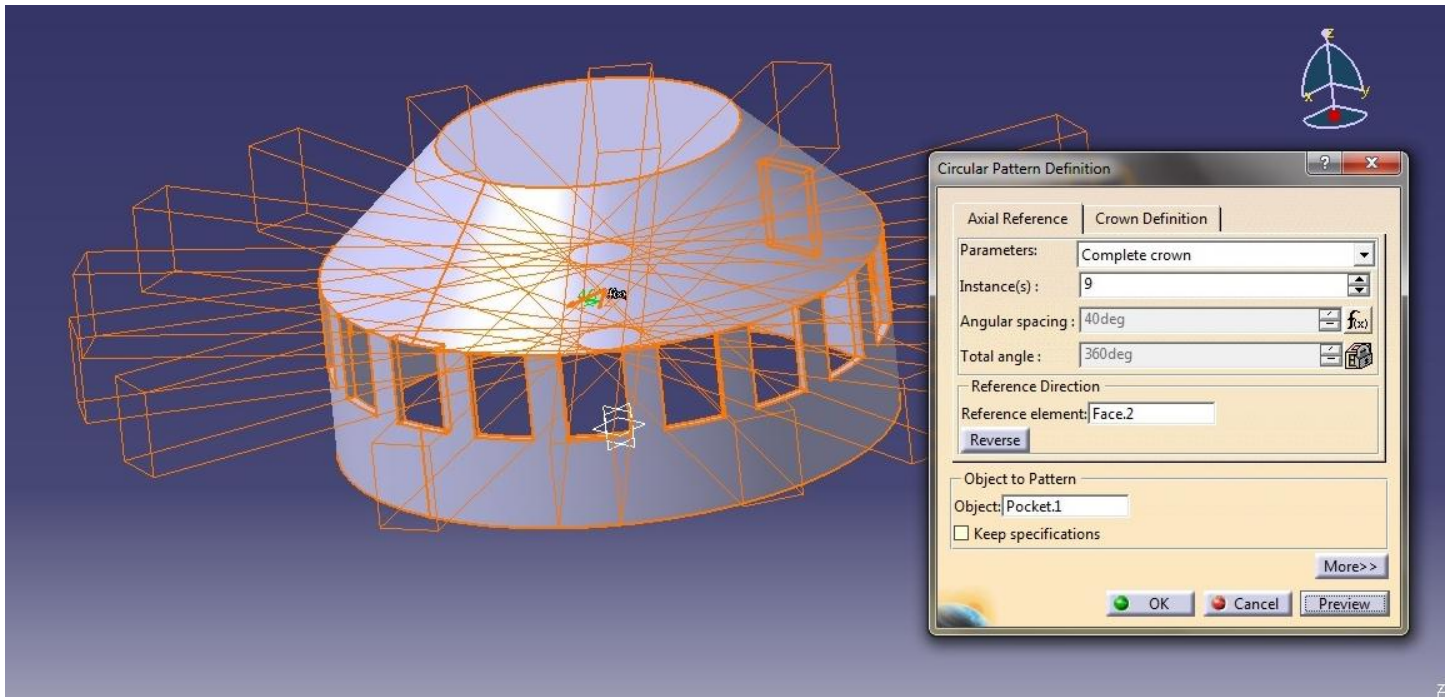 z
x
y
f(x)
Circular Pattern Definition
?
X
Axial Reference
Crown Definition
Parameters:
Complete crown
Instance(s) :
9
Angular spacing :
40deg
f(x)
Total angle :
360deg
Reference Direction
Reference element:
Face.2
Reverse
Object to Pattern
Object:
Pocket.1
Keep specifications
More>>
OK
Cancel
Preview
z